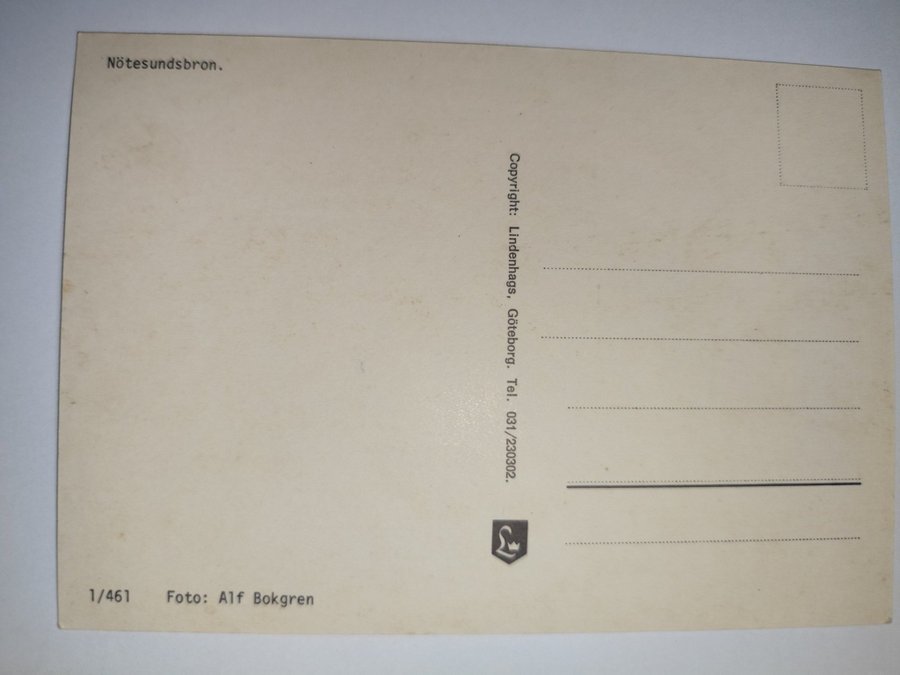 Nötesundsbron.
Copyright: Lindenhags, Göteborg. Tel. 031/230302.
L
1/461 Foto: Alf Bokgren